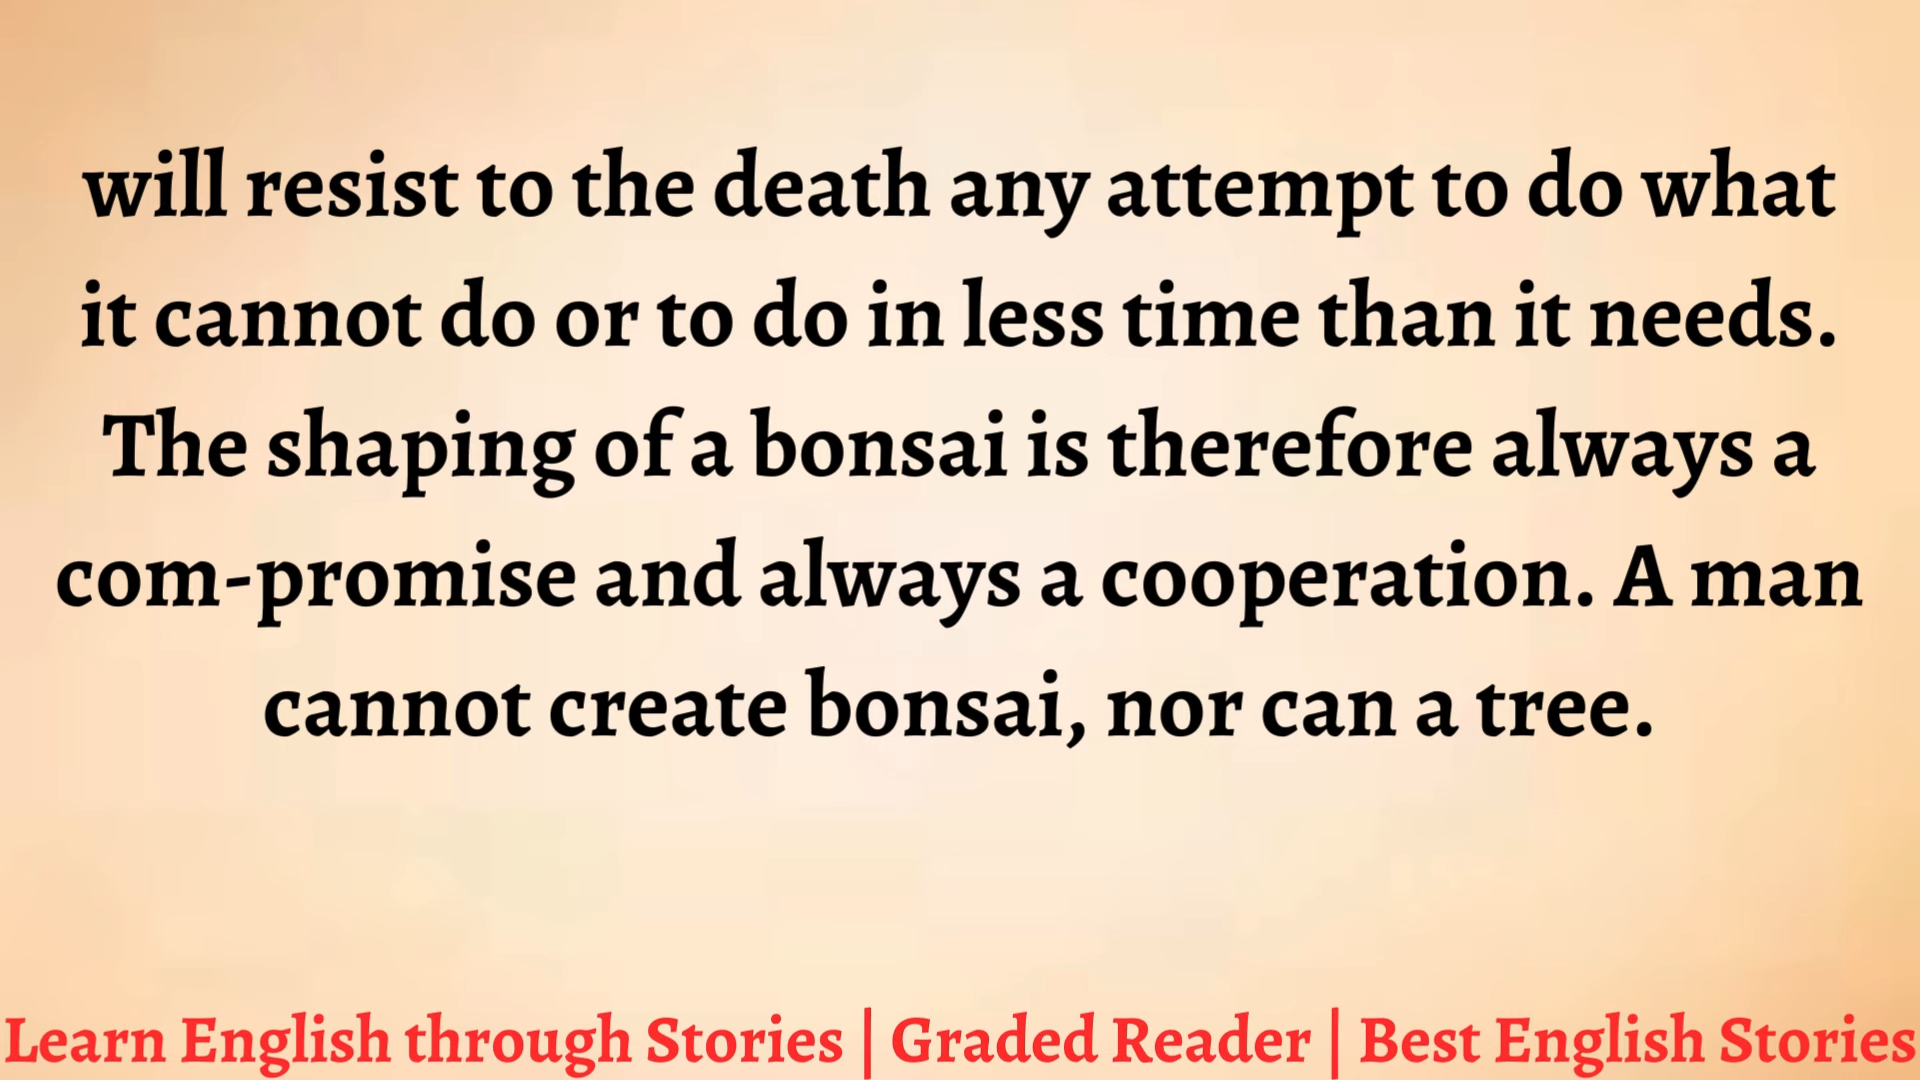 will resist to the death any attempt to do what
it cannot do or to do in less time than it needs.
The shaping of a bonsai is therefore always a
com-promise and always a cooperation. A man
cannot create bonsai, nor can a tree.
Learn English through Stories | Graded Reader | Best English Stories